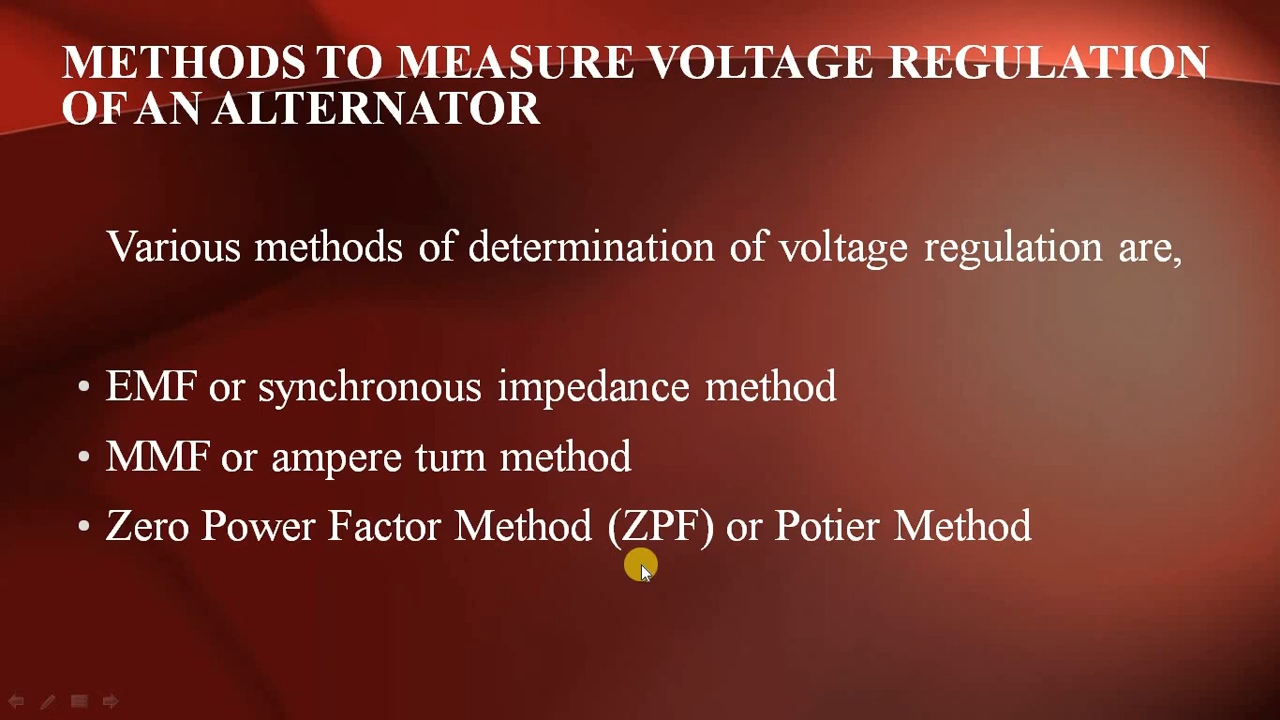 METHODS TO MEASURE VOLTAGE REGULATION
OF AN ALTERNATOR
Various methods of determination of voltage regulation are,
• EMF or synchronous impedance method
• MMF or ampere turn method
• Zero Power Factor Method (ZPF) or Potier Method